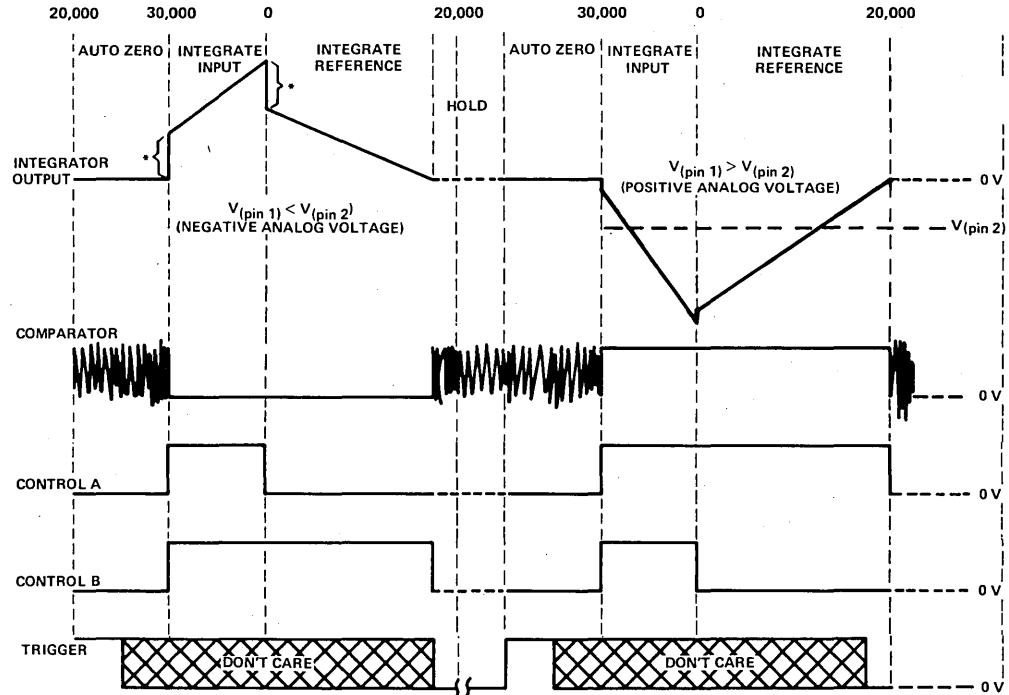 20,000 30,000 0 20,000 30,000 0 20,000
AUTO ZERO INTEGRATE INPUT INTEGRATE REFERENCE AUTO ZERO INTEGRATE INPUT INTEGRATE REFERENCE
HOLD
*
*
INTEGRATOR
OUTPUT
0 V
V(pin 1) < V(pin 2)
(NEGATIVE ANALOG VOLTAGE)
V(pin 1) > V(pin 2)
(POSITIVE ANALOG VOLTAGE)
V(pin 2)
COMPARATOR
0 V
CONTROL A
0 V
CONTROL B
0 V
TRIGGER
DON'T CARE DON'T CARE
0 V